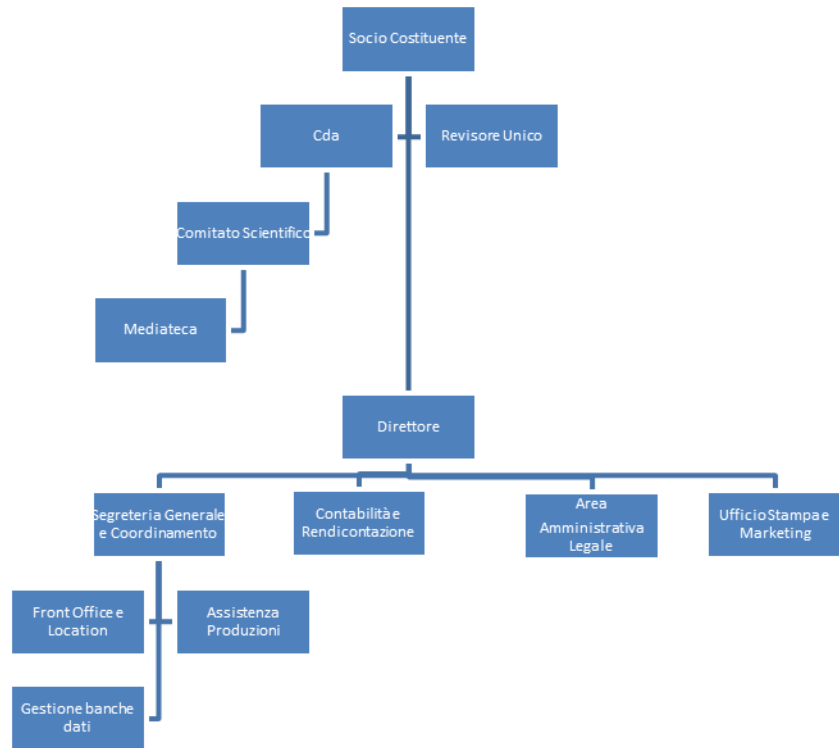 Socio Costituente
Cda
Revisore Unico
Comitato Scientifico
Mediateca
Direttore
Segreteria Generale
e Coordinamento
Contabilità e
Rendicontazione
Area
Amministrativa
Legale
Ufficio Stampa e
Marketing
Front Office e
Location
Assistenza
Produzioni
Gestione banche
dati